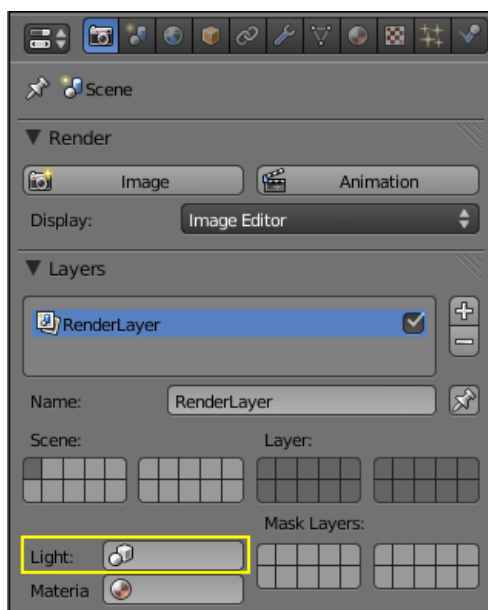 Scene
Render
Image Animation
Display: Image Editor
Layers
RenderLayer
Name: RenderLayer
Scene: Layer:
Mask Layers:
Light:
Materia